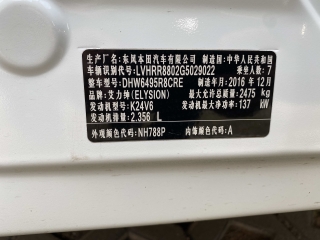 生产厂名: 东风本田汽车有限公司 制造国: 中华人民共和国
车辆识别代号: LVHRR8802G5029022 乘坐人数: 7
整车型号: DHW6495R8CRE 制造年月: 2016 年 12 月
品牌: 艾力绅 (ELYSION) 最大允许总质量: 2475 kg
发动机型号: K24V6 发动机最大净功率: 137 kW
发动机排量: 2.356 L
外观颜色代码: NH788P 内饰颜色代码: A